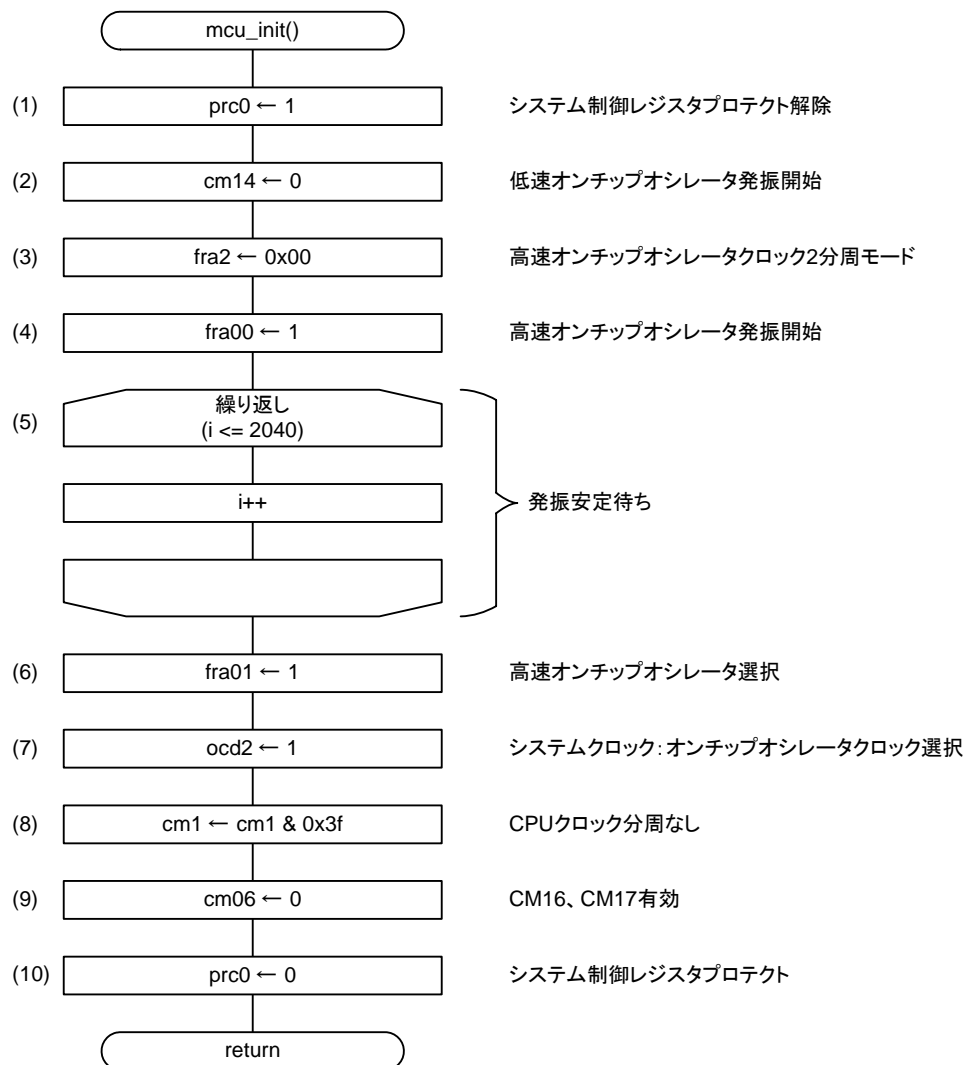 mcu_init()
(1) prc0 ← 1 システム制御レジスタプロテクト解除
(2) cm14 ← 0 低速オンチップオシレータ発振開始
(3) fra2 ← 0x00 高速オンチップオシレータクロック2分周モード
(4) fra00 ← 1 高速オンチップオシレータ発振開始
(5) 繰り返し
(i <= 2040)
i++ 発振安定待ち
(6) fra01 ← 1 高速オンチップオシレータ選択
(7) ocd2 ← 1 システムクロック：オンチップオシレータクロック選択
(8) cm1 ← cm1 & 0x3f CPUクロック分周なし
(9) cm06 ← 0 CM16、CM17有効
(10) prc0 ← 0 システム制御レジスタプロテクト
return